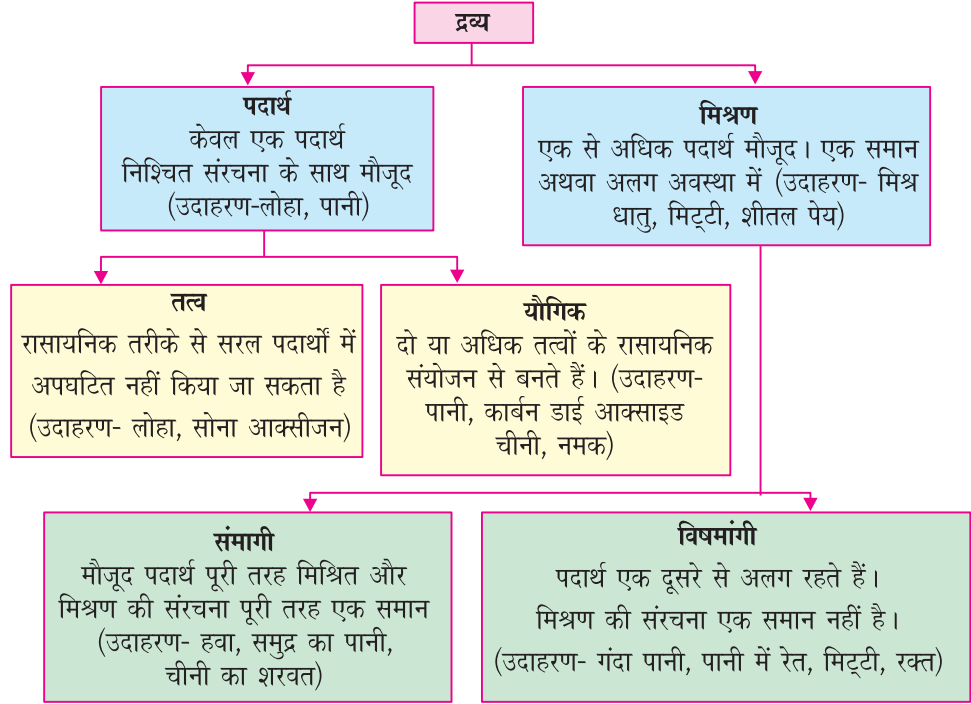 द्रव्य
पदार्थ
केवल एक पदार्थ
निश्चित संरचना के साथ मौजूद
(उदाहरण-लोहा, पानी)
मिश्रण
एक से अधिक पदार्थ मौजूद। एक समान
अथवा अलग अवस्था में (उदाहरण- मिश्र
धातु, मिट्टी, शीतल पेय)
तत्व
रासायनिक तरीके से सरल पदार्थों में
अपघटित नहीं किया जा सकता है
(उदाहरण- लोहा, सोना आक्सीजन)
यौगिक
दो या अधिक तत्वों के रासायनिक
संयोजन से बनते हैं। (उदाहरण-
पानी, कार्बन डाई आक्साइड
चीनी, नमक)
संमागी
मौजूद पदार्थ पूरी तरह मिश्रित और
मिश्रण की संरचना पूरी तरह एक समान
(उदाहरण- हवा, समुद्र का पानी,
चीनी का शरवत)
विषमांगी
पदार्थ एक दूसरे से अलग रहते हैं।
मिश्रण की संरचना एक समान नहीं है।
(उदाहरण- गंदा पानी, पानी में रेत, मिट्टी, रक्त)